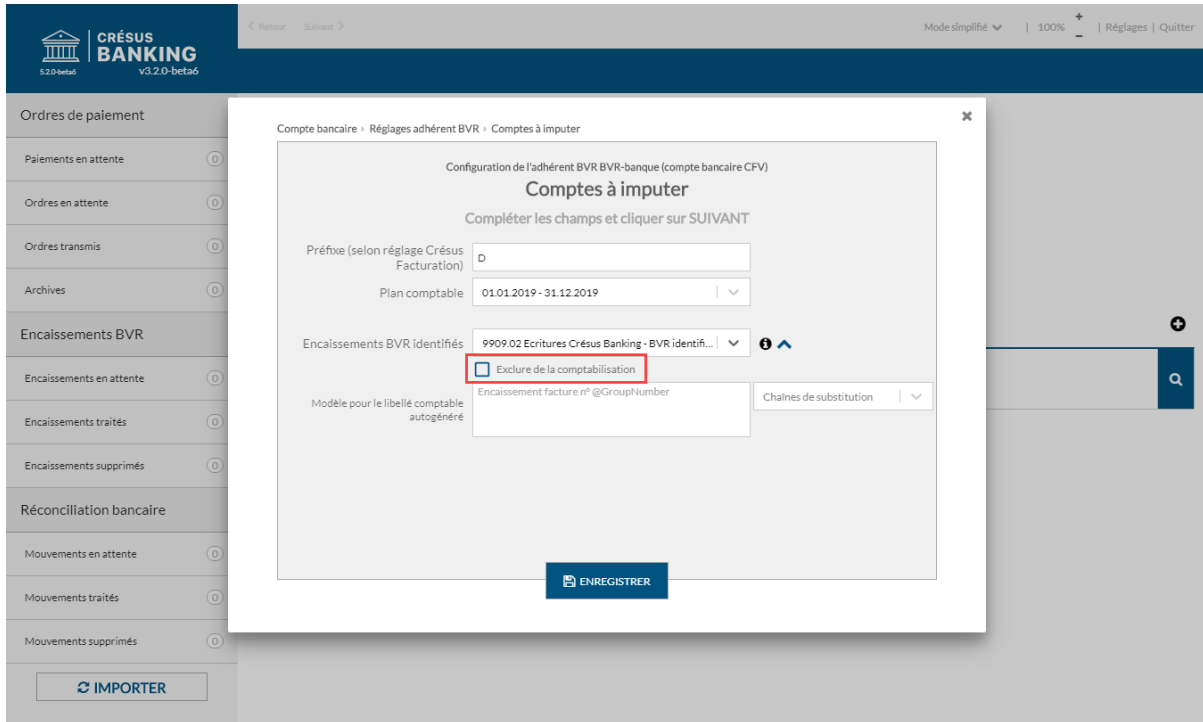 CRÉSUS
BANKING
5.2.0-beta6 v3.2.0-beta6
Retour Suivant
Mode simplifié | 100% + − | Réglages | Quitter
Ordres de paiement
Paiements en attente 0
Ordres en attente 0
Ordres transmis 0
Archives 0
Encaissements BVR
Encaissements en attente 0
Encaissements traités 0
Encaissements supprimés 0
Réconciliation bancaire
Mouvements en attente 0
Mouvements traités 0
Mouvements supprimés 0
IMPORTER
Compte bancaire Réglages adhérent BVR Comptes à imputer
Configuration de l'adhérent BVR BVR-banque (compte bancaire CFV)
Comptes à imputer
Compléter les champs et cliquer sur SUIVANT
Préfixe (selon réglage Crésus
Facturation)
D
Plan comptable 01.01.2019 - 31.12.2019
Encaissements BVR identifiés 9909.02 Ecritures Crésus Banking - BVR identifi...
Exclure de la comptabilisation
Modèle pour le libellé comptable
autogénéré
Encaissement facture n° @GroupNumber
Chaînes de substitution
ENREGISTRER